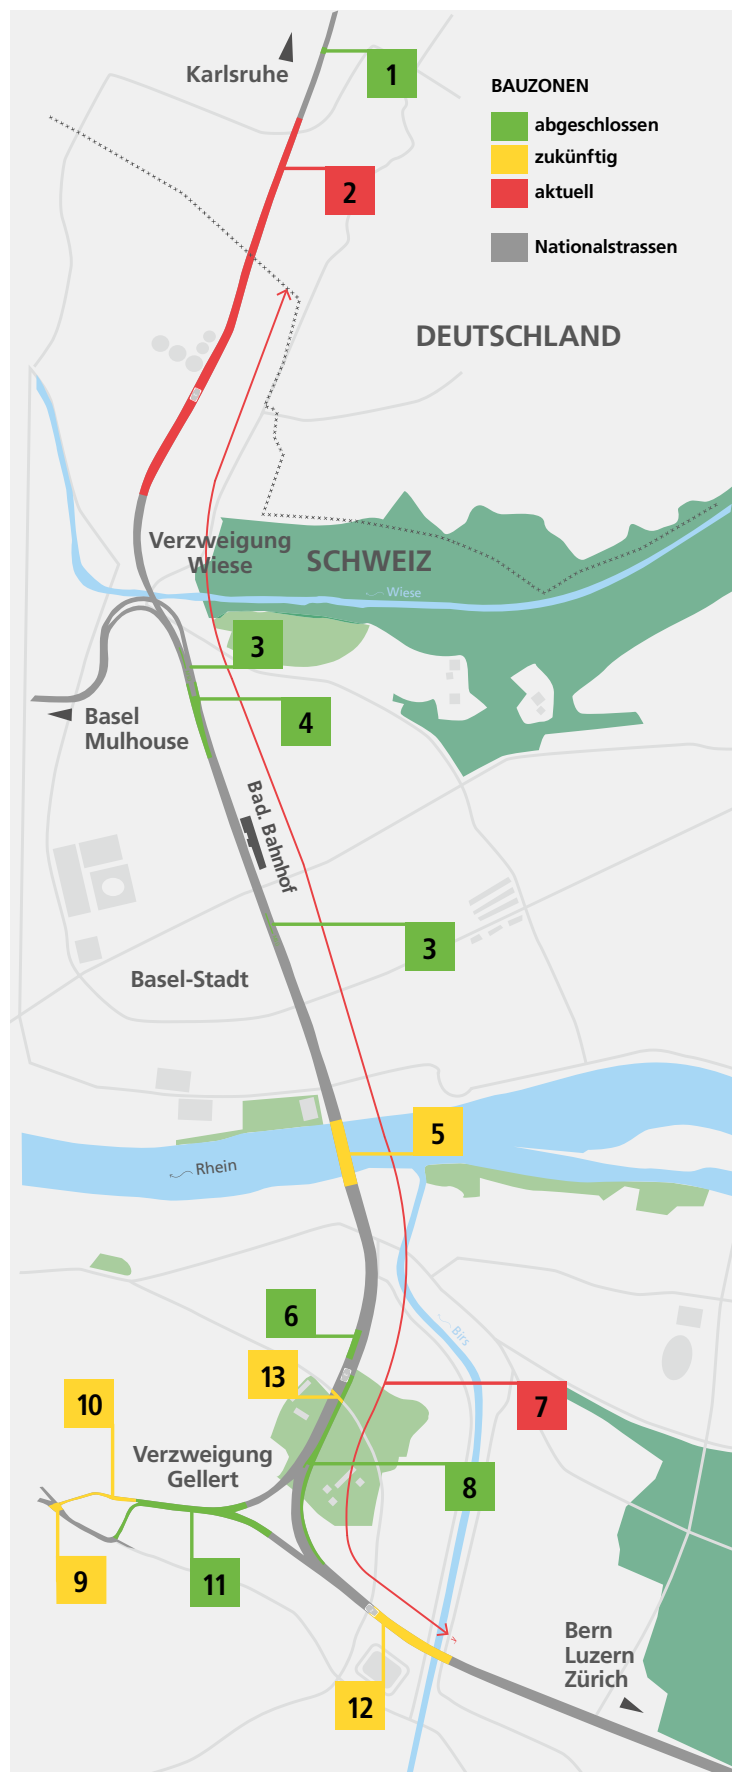 Karlsruhe
1
BAUZONEN
abgeschlossen
zukünftig
aktuell
Nationalstrassen
2
DEUTSCHLAND
Verzweigung
Wiese
SCHWEIZ
Wiese
3
4
Basel
Mulhouse
Bad. Bahnhof
3
Basel-Stadt
5
Rhein
6
Birs
13
10
7
Verzweigung
Gellert
8
9
11
Bern
Luzern
Zürich
12